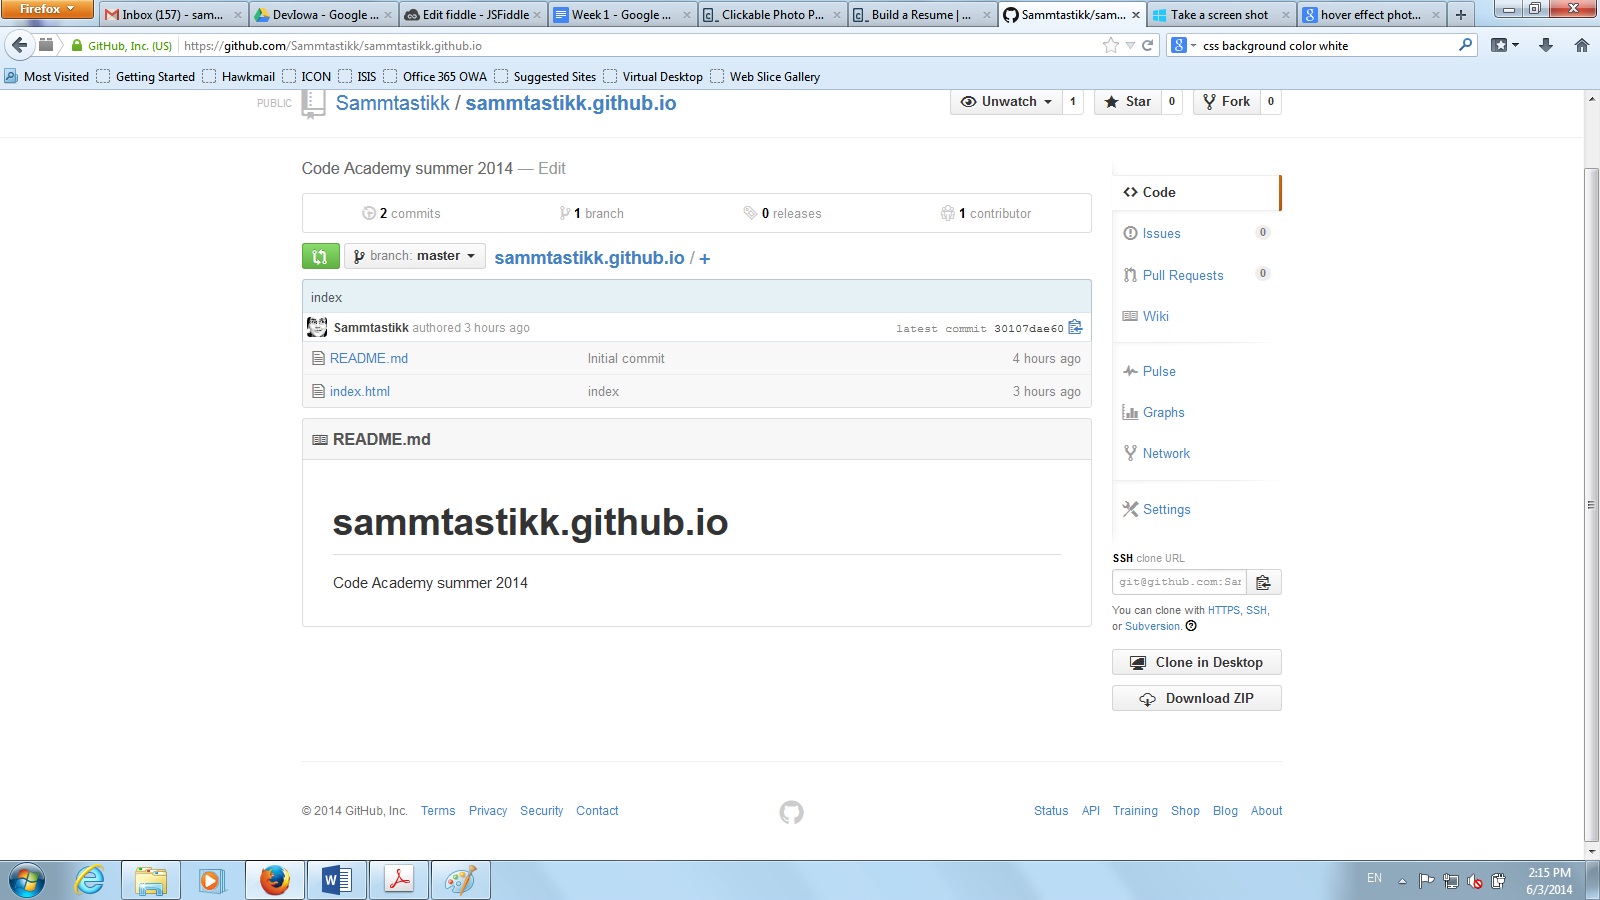 Firefox
Inbox (157) - sam...
DevIowa - Google ...
Edit fiddle - JSFiddle
Week 1 - Google ...
Clickable Photo P...
Build a Resume | ...
Sammtastikk/sam...
Take a screen shot
hover effect phot...
GitHub, Inc. (US)
https://github.com/Sammtastikk/sammtastikk.github.io
css background color white
Most Visited
Getting Started
Hawkmail
ICON
ISIS
Office 365 OWA
Suggested Sites
Virtual Desktop
Web Slice Gallery
PUBLIC
Sammtastikk / sammtastikk.github.io
Unwatch 1
Star 0
Fork 0
Code Academy summer 2014 — Edit
2 commits
1 branch
0 releases
1 contributor
branch: master
sammtastikk.github.io / +
index
Sammtastikk authored 3 hours ago
latest commit 30107dae60
README.md Initial commit 4 hours ago
index.html index 3 hours ago
README.md
sammtastikk.github.io
Code Academy summer 2014
Code
Issues 0
Pull Requests 0
Wiki
Pulse
Graphs
Network
Settings
SSH clone URL
git@github.com:Sam
You can clone with HTTPS, SSH,
or Subversion.
Clone in Desktop
Download ZIP
© 2014 GitHub, Inc. Terms Privacy Security Contact
Status API Training Shop Blog About
EN
2:15 PM
6/3/2014